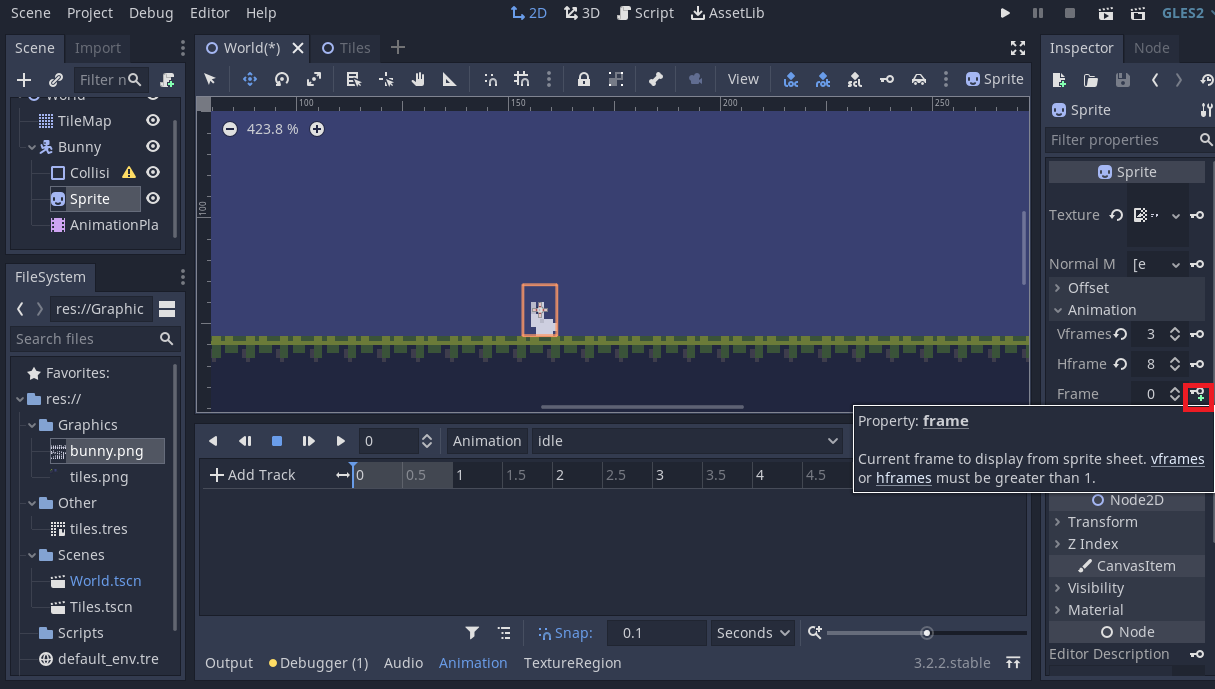 Scene Project Debug Editor Help 2D 3D Script AssetLib GLES2
Scene Import
World(*) Tiles
Inspector Node
Filter n
View
Sprite
World
TileMap
Bunny
Collisi
Sprite
AnimationPla
100 150 200 250
423.8 %
100
FileSystem
res://Graphic
Search files
Favorites:
res://
Graphics
bunny.png
tiles.png
Other
tiles.tres
Scenes
World.tscn
Tiles.tscn
Scripts
default_env.tre
0 Animation idle
Add Track 0 0.5 1 1.5 2 2.5 3 3.5 4 4.5
Snap: 0.1 Seconds
Output Debugger (1) Audio Animation TextureRegion 3.2.2.stable
Sprite
Filter properties
Sprite
Texture
Normal M [e
Offset
Animation
Vframes 3
Hframe 8
Frame 0
Property: frame
Current frame to display from sprite sheet. vframes
or hframes must be greater than 1.
Node2D
Transform
Z Index
CanvasItem
Visibility
Material
Node
Editor Description